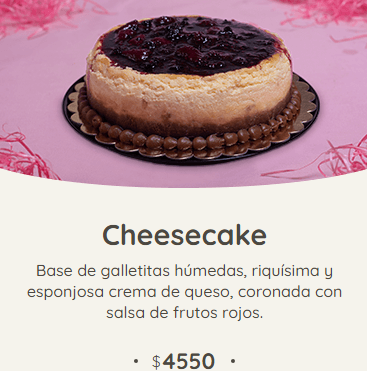 Cheesecake
Base de galletitas húmedas, riquísima y
esponjosa crema de queso, coronada con
salsa de frutos rojos.
• $4550 •